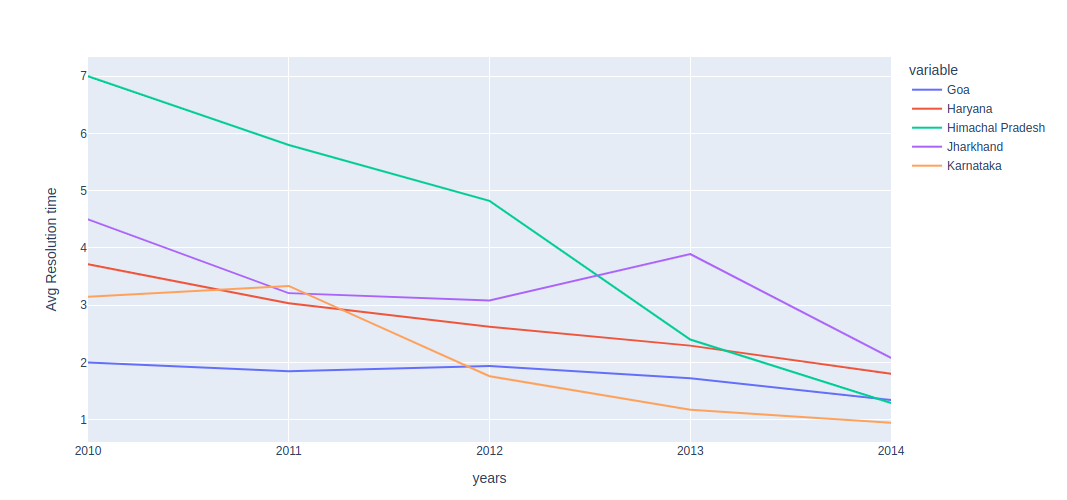 variable
Goa
Haryana
Himachal Pradesh
Jharkhand
Karnataka
Avg Resolution time
7
6
5
4
3
2
1
2010 2011 2012 2013 2014
years